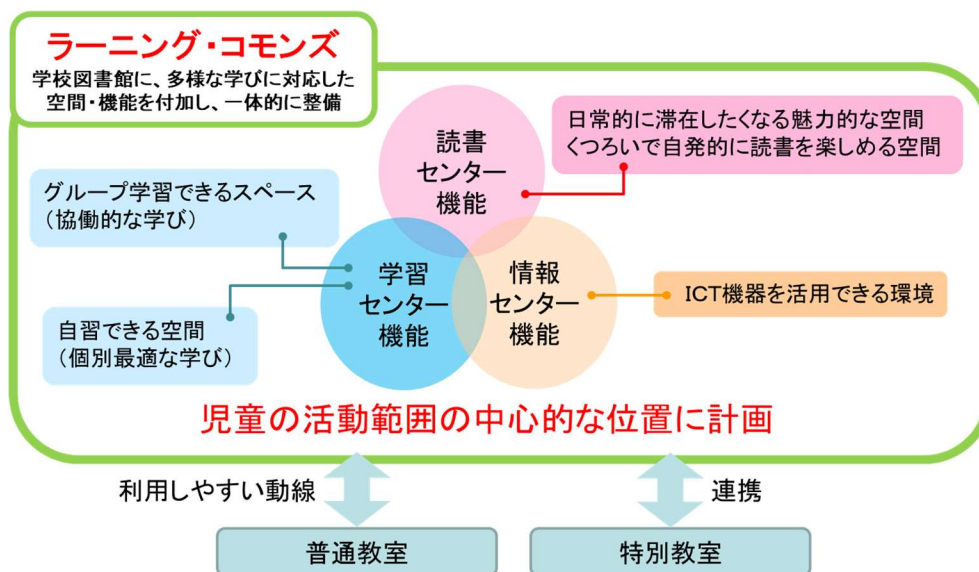 ラーニング・コモンズ
学校図書館に、多様な学びに対応した
空間・機能を付加し、一体的に整備
読書
センター
機能
日常的に滞在したくなる魅力的な空間
くつろいで自発的に読書を楽しめる空間
グループ学習できるスペース
（協働的な学び）
自習できる空間
（個別最適な学び）
学習
センター
機能
情報
センター
機能
ICT機器を活用できる環境
児童の活動範囲の中心的な位置に計画
利用しやすい動線
連携
普通教室
特別教室